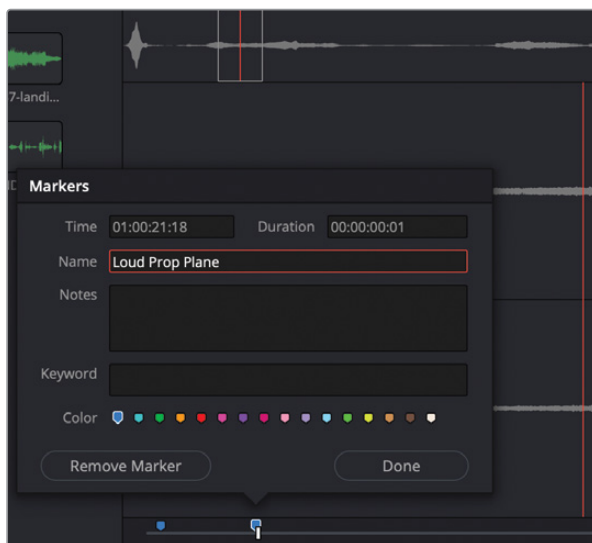 7-landi...
Markers
Time 01:00:21:18 Duration 00:00:00:01
Name Loud Prop Plane
Notes
Keyword
Color
Remove Marker Done